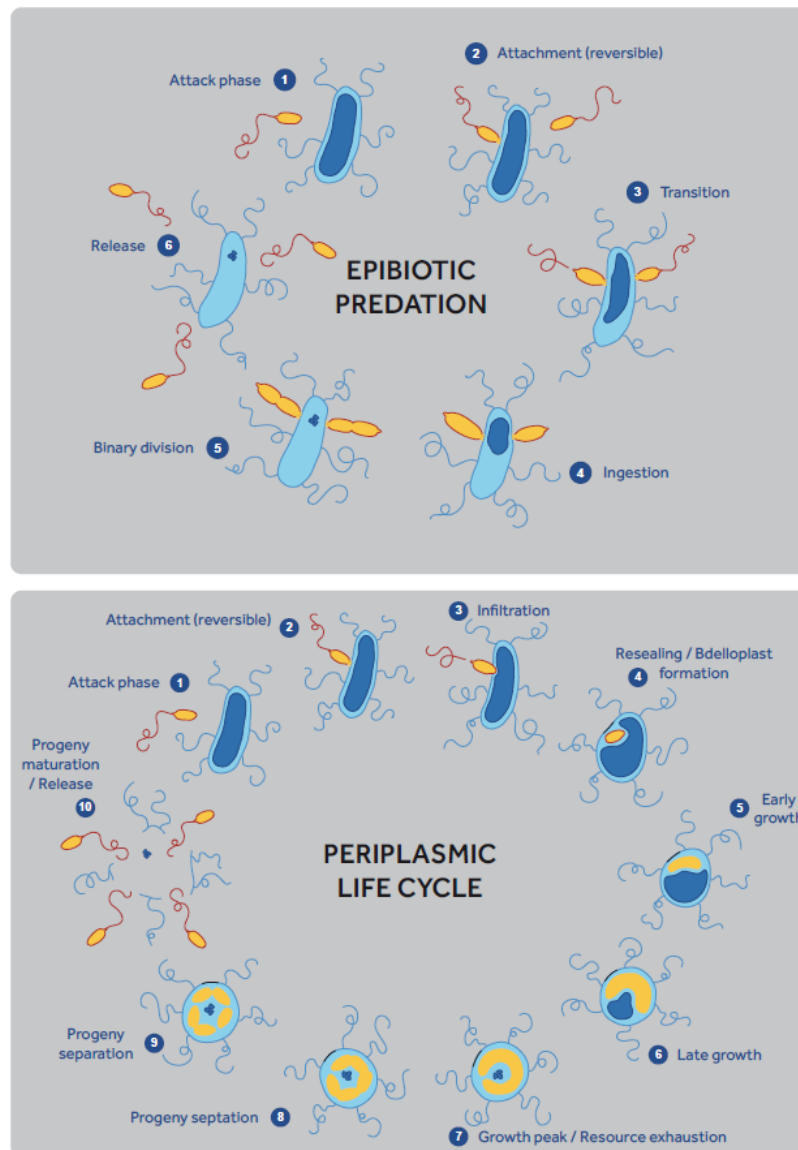 Attack phase 1
2 Attachment (reversible)
3 Transition
Release 6
EPIBIOTIC
PREDATION
Binary division 5
4 Ingestion
Attachment (reversible) 2
3 Infiltration
Attack phase 1
Resealing / Bdelloplast
4 formation
Progeny
maturation
/ Release
10
5 Early
growth
PERIPLASMIC
LIFE CYCLE
Progeny
separation 9
6 Late growth
Progeny septation 8
7 Growth peak / Resource exhaustion